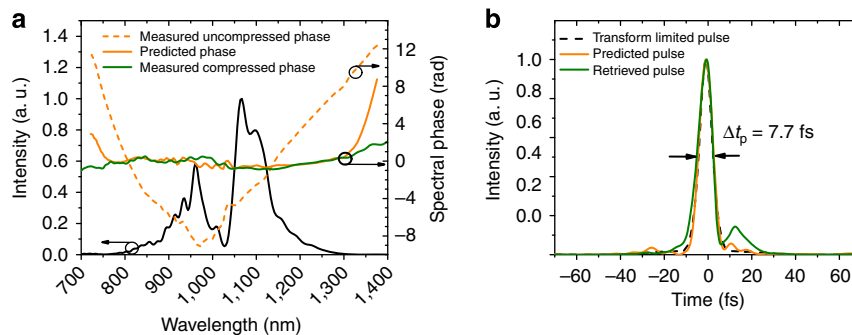 a
Measured uncompressed phase
Predicted phase
Measured compressed phase
Intensity (a. u.)
1.4
1.2
1.0
0.8
0.6
0.4
0.2
0.0
700
800
900
1,000
1,100
1,200
1,300
1,400
Wavelength (nm)
12
8
4
0
−4
−8
Spectral phase (rad)
b
Transform limited pulse
Predicted pulse
Retrieved pulse
Δtp = 7.7 fs
Intensity (a. u.)
1.0
0.8
0.6
0.4
0.2
0.0
−60
−40
−20
0
20
40
60
Time (fs)